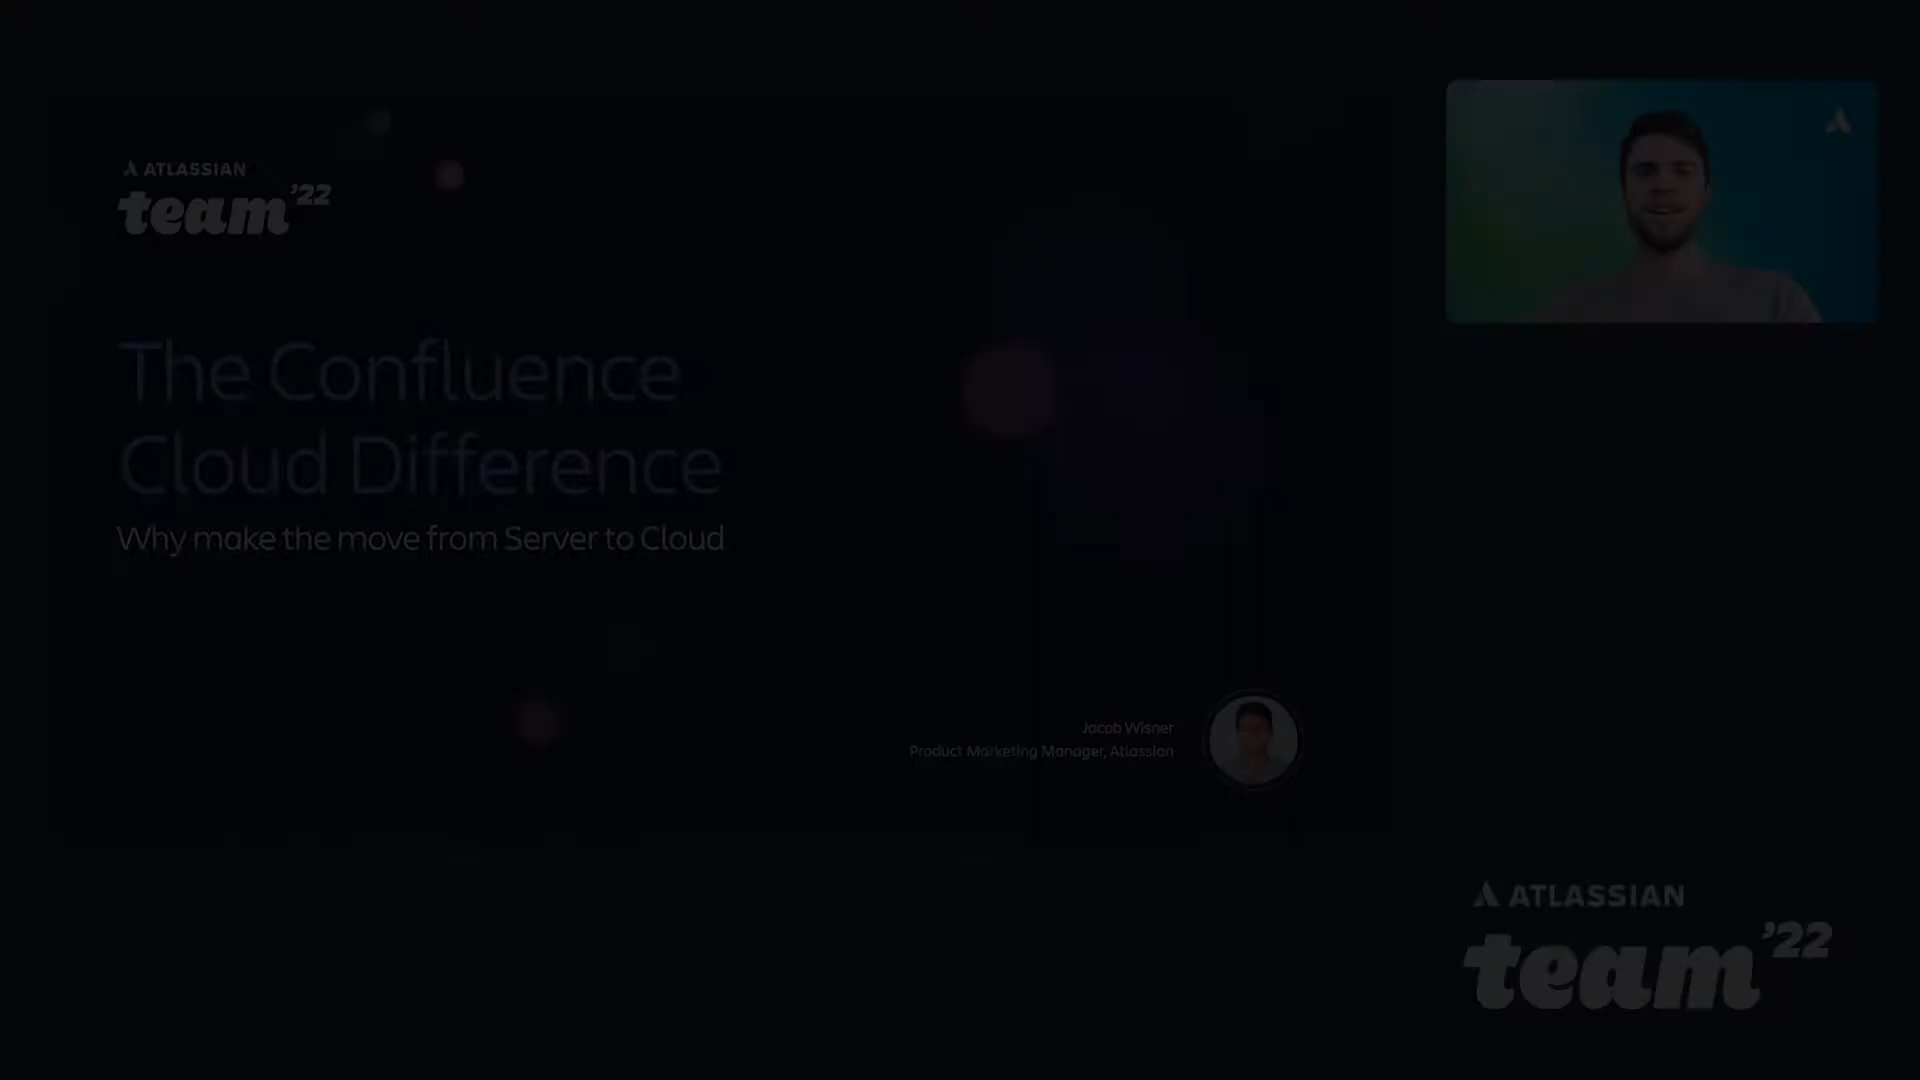 ATLASSIAN
team '22
The Confluence
Cloud Difference
Why make the move from Server to Cloud
Jacob Wisner
Product Marketing Manager, Atlassian
ATLASSIAN
team '22